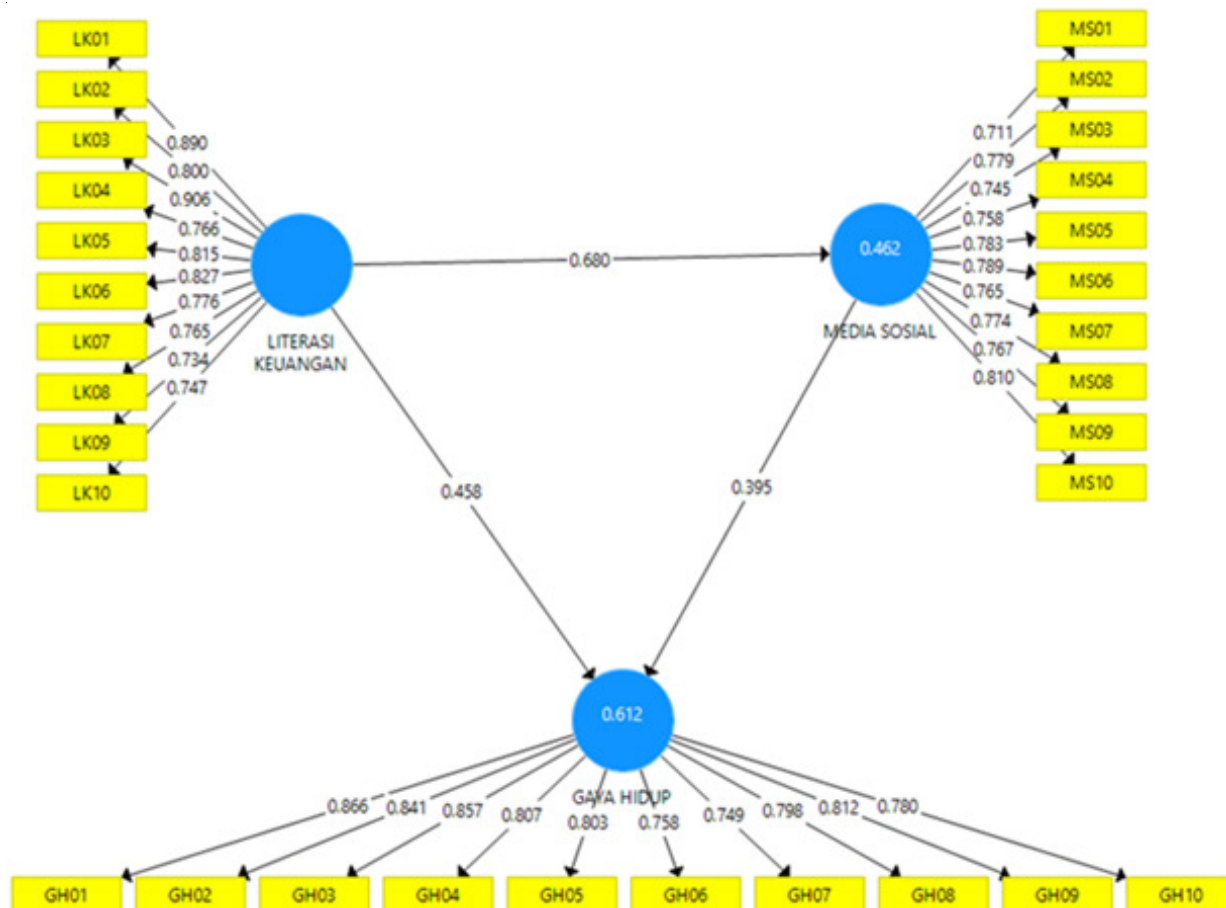 LK01
LK02
LK03
LK04
LK05
LK06
LK07
LK08
LK09
LK10
0.890
0.800
0.906
0.766
0.815
0.827
0.776
0.765
0.734
0.747
LITERASI
KEUANGAN
0.680
0.462
MEDIA SOSIAL
0.711
0.779
0.745
0.758
0.783
0.789
0.765
0.774
0.767
0.810
MS01
MS02
MS03
MS04
MS05
MS06
MS07
MS08
MS09
MS10
0.458
0.395
0.612
GAYA HIDUP
0.866
0.841
0.857
0.807
0.803
0.758
0.749
0.798
0.812
0.780
GH01
GH02
GH03
GH04
GH05
GH06
GH07
GH08
GH09
GH10